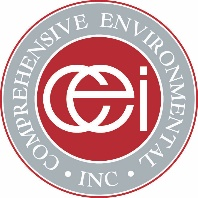 COMPREHENSIVE ENVIRONMENTAL
• INC •
cei